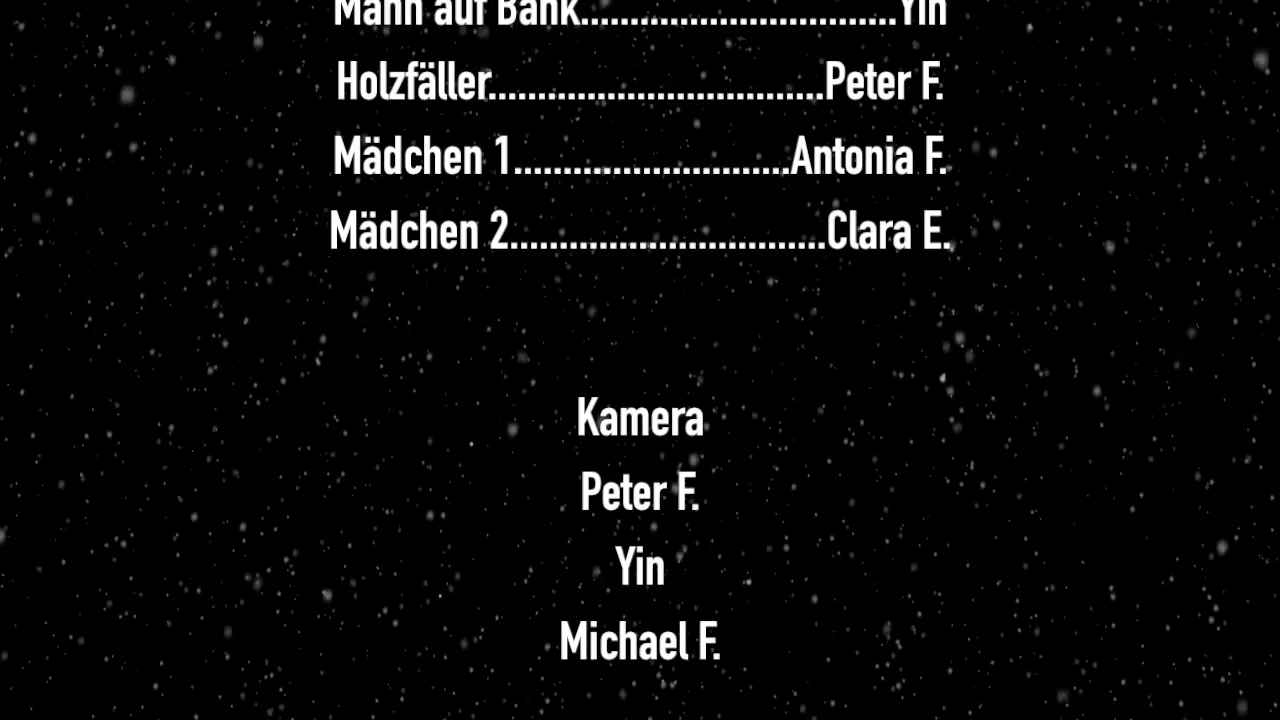 Mann auf Bank................................Yin
Holzfäller..................................Peter F.
Mädchen 1............................Antonia F.
Mädchen 2................................Clara E.
Kamera
Peter F.
Yin
Michael F.